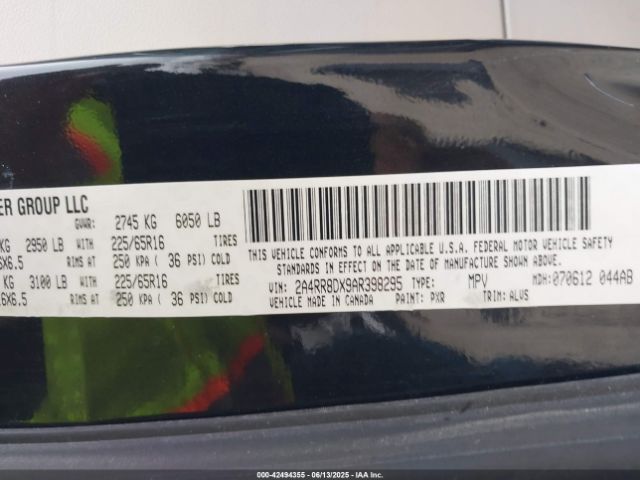 ER GROUP LLC
GVWR: 2745 KG 6050 LB
KG 2950 LB WITH 225/65R16 TIRES
6X6.5 RIMS AT 250 KPA ( 36 PSI) COLD
KG 3100 LB WITH 225/65R16 TIRES
6X6.5 RIMS AT 250 KPA ( 36 PSI) COLD
THIS VEHICLE CONFORMS TO ALL APPLICABLE U.S.A. FEDERAL MOTOR VEHICLE SAFETY
STANDARDS IN EFFECT ON THE DATE OF MANUFACTURE SHOWN ABOVE.
VIN: 2A4RR8DX9AR398295 TYPE: MPV MDH: 070612 044AB
VEHICLE MADE IN CANADA PAINT: PXR TRIM: ALVS
000-42494355 - 06/13/2025 - IAAI Inc. - COPYRIGHT